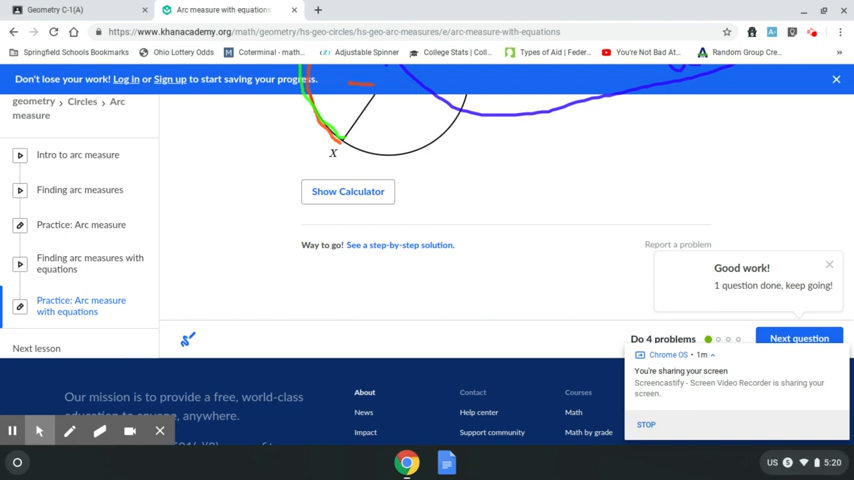 Geometry C-1(A)
Arc measure with equations
https://www.khanacademy.org/math/geometry/hs-geo-circles/hs-geo-arc-measures/e/arc-measure-with-equations
Springfield Schools Bookmarks
Ohio Lottery Odds
Coterminal - math...
Adjustable Spinner
College Stats | Coll...
Types of Aid | Feder...
You're Not Bad At...
Random Group Cre...
Don't lose your work! Log in or Sign up to start saving your progress.
geometry > Circles > Arc
measure
Intro to arc measure
Finding arc measures
Practice: Arc measure
Finding arc measures with
equations
Practice: Arc measure
with equations
Next lesson
X
Show Calculator
Way to go! See a step-by-step solution.
Report a problem
Good work!
1 question done, keep going!
Do 4 problems
Next question
Chrome OS • 1m
You're sharing your screen
Screencastify - Screen Video Recorder is sharing your
screen.
STOP
Our mission is to provide a free, world-class
education to anyone, anywhere.
About
News
Impact
Contact
Help center
Support community
Courses
Math
Math by grade
US
5:20